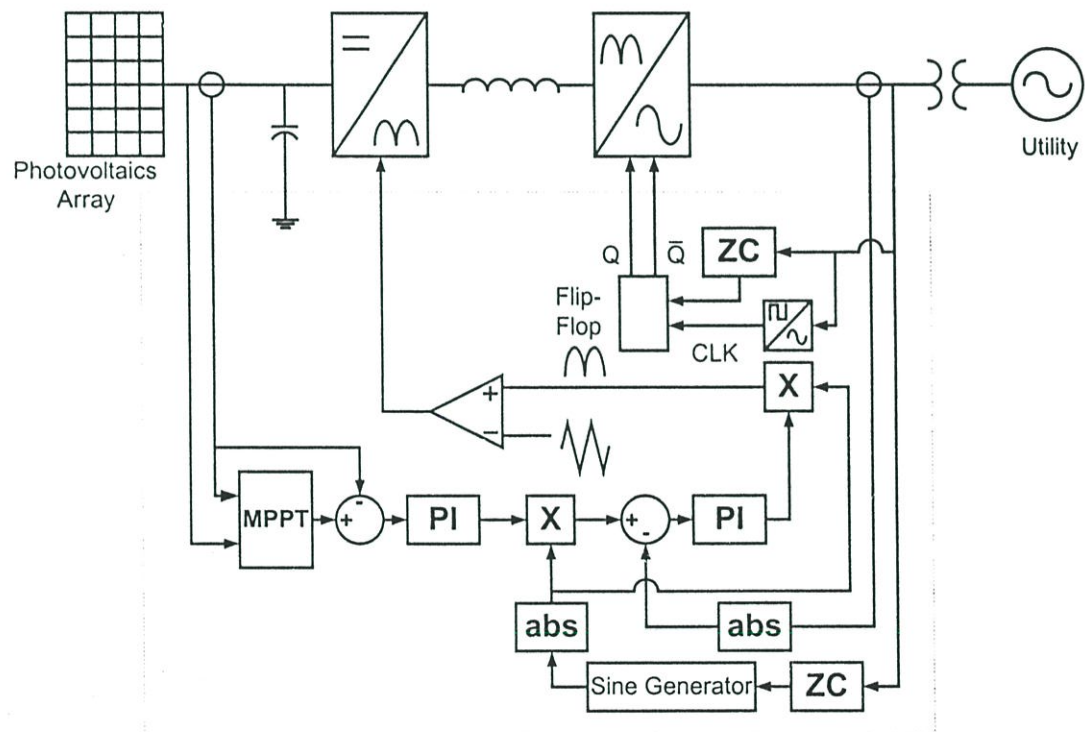 Photovoltaics
Array
Utility
Q
Q̄
ZC
Flip-
Flop
CLK
X
+
−
MPPT
-
+
PI
X
+
-
PI
abs
abs
Sine Generator
ZC